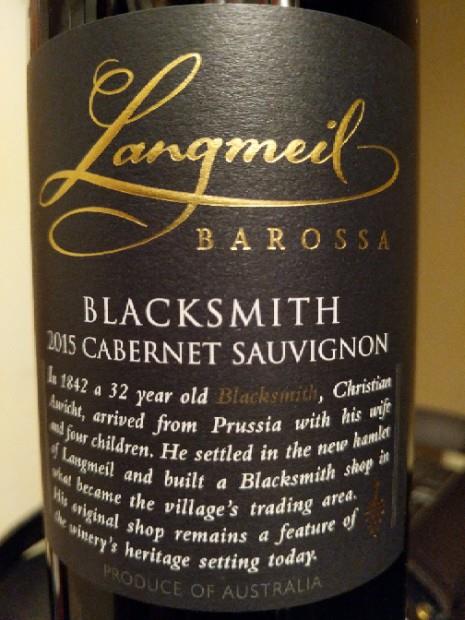 Langmeil
BAROSSA
BLACKSMITH
2015 CABERNET SAUVIGNON
In 1842 a 32 year old Blacksmith, Christian
Auricht, arrived from Prussia with his wife
and four children. He settled in the new hamlet
of Langmeil and built a Blacksmith shop in
what became the village's trading area.
His original shop remains a feature of
the winery's heritage setting today.
PRODUCE OF AUSTRALIA